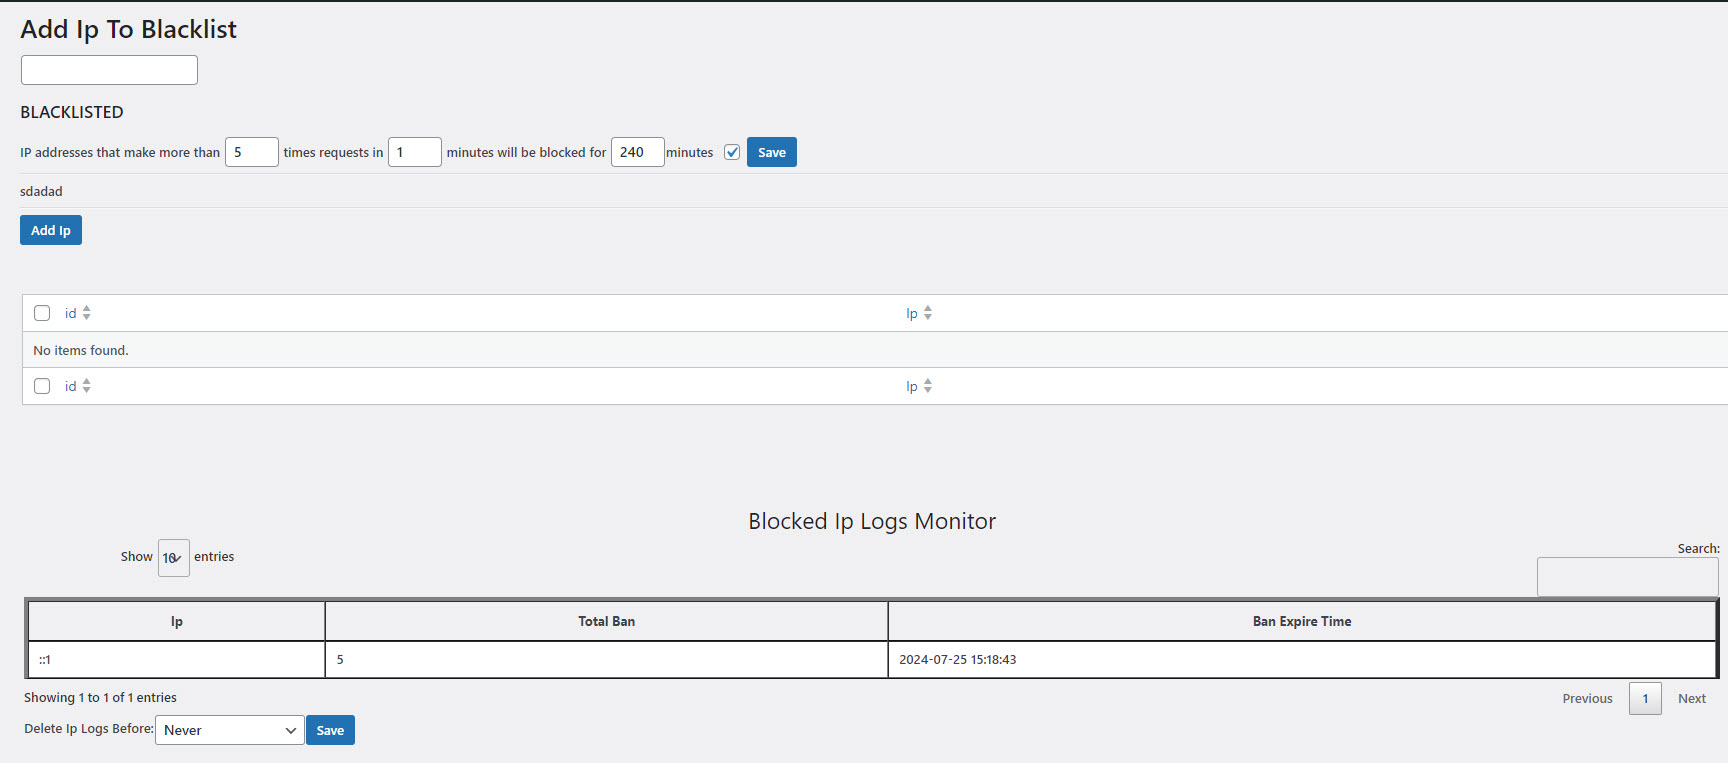 Add Ip To Blacklist
BLACKLISTED
IP addresses that make more than 5 times requests in 1 minutes will be blocked for 240 minutes Save
sdadad
Add Ip
id Ip
No items found.
id Ip
Blocked Ip Logs Monitor
Show 10 entries
Search:
Ip Total Ban Ban Expire Time
::1 5 2024-07-25 15:18:43
Showing 1 to 1 of 1 entries
Previous 1 Next
Delete Ip Logs Before: Never Save